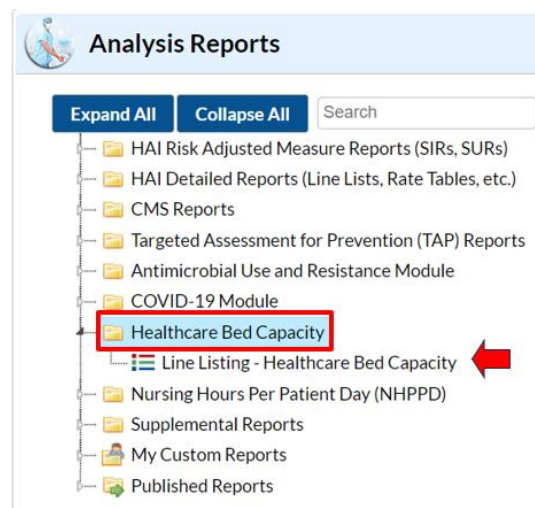 Analysis Reports
Expand All Collapse All Search
HAI Risk Adjusted Measure Reports (SIRs, SURs)
HAI Detailed Reports (Line Lists, Rate Tables, etc.)
CMS Reports
Targeted Assessment for Prevention (TAP) Reports
Antimicrobial Use and Resistance Module
COVID-19 Module
Healthcare Bed Capacity
Line Listing - Healthcare Bed Capacity
Nursing Hours Per Patient Day (NHPPD)
Supplemental Reports
My Custom Reports
Published Reports